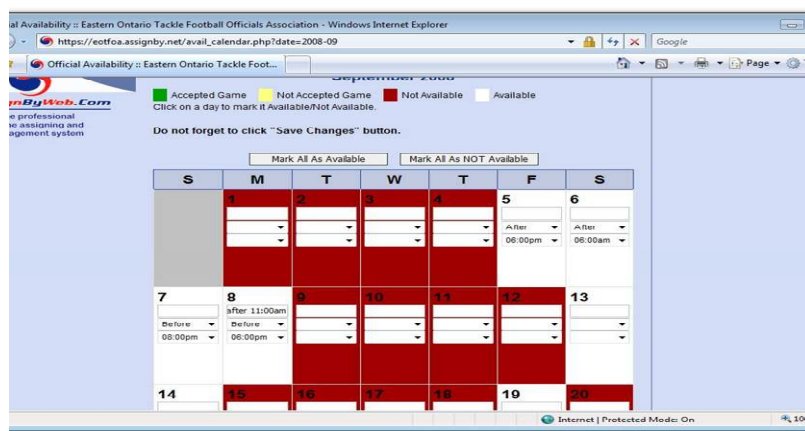 al Availability :: Eastern Ontario Tackle Football Officials Association - Windows Internet Explorer
https://eotfoa.assignby.net/avail_calendar.php?date=2008-09
Google
Official Availability :: Eastern Ontario Tackle Foot...
Page
September 2008
Accepted Game Not Accepted Game Not Available Available
gnByWeb.Com
Click on a day to mark it Available/Not Available.
e professional
e assigning and
agement system
Do not forget to click "Save Changes" button.
Mark All As Available Mark All As NOT Available
S M T W T F S
1 2 3 4 5 6
After After
06:00pm 06:00am
7 8 9 10 11 12 13
after 11:00am
Before Before
08:00pm 06:00pm
14 15 16 17 18 19 20
Internet | Protected Mode: On
10